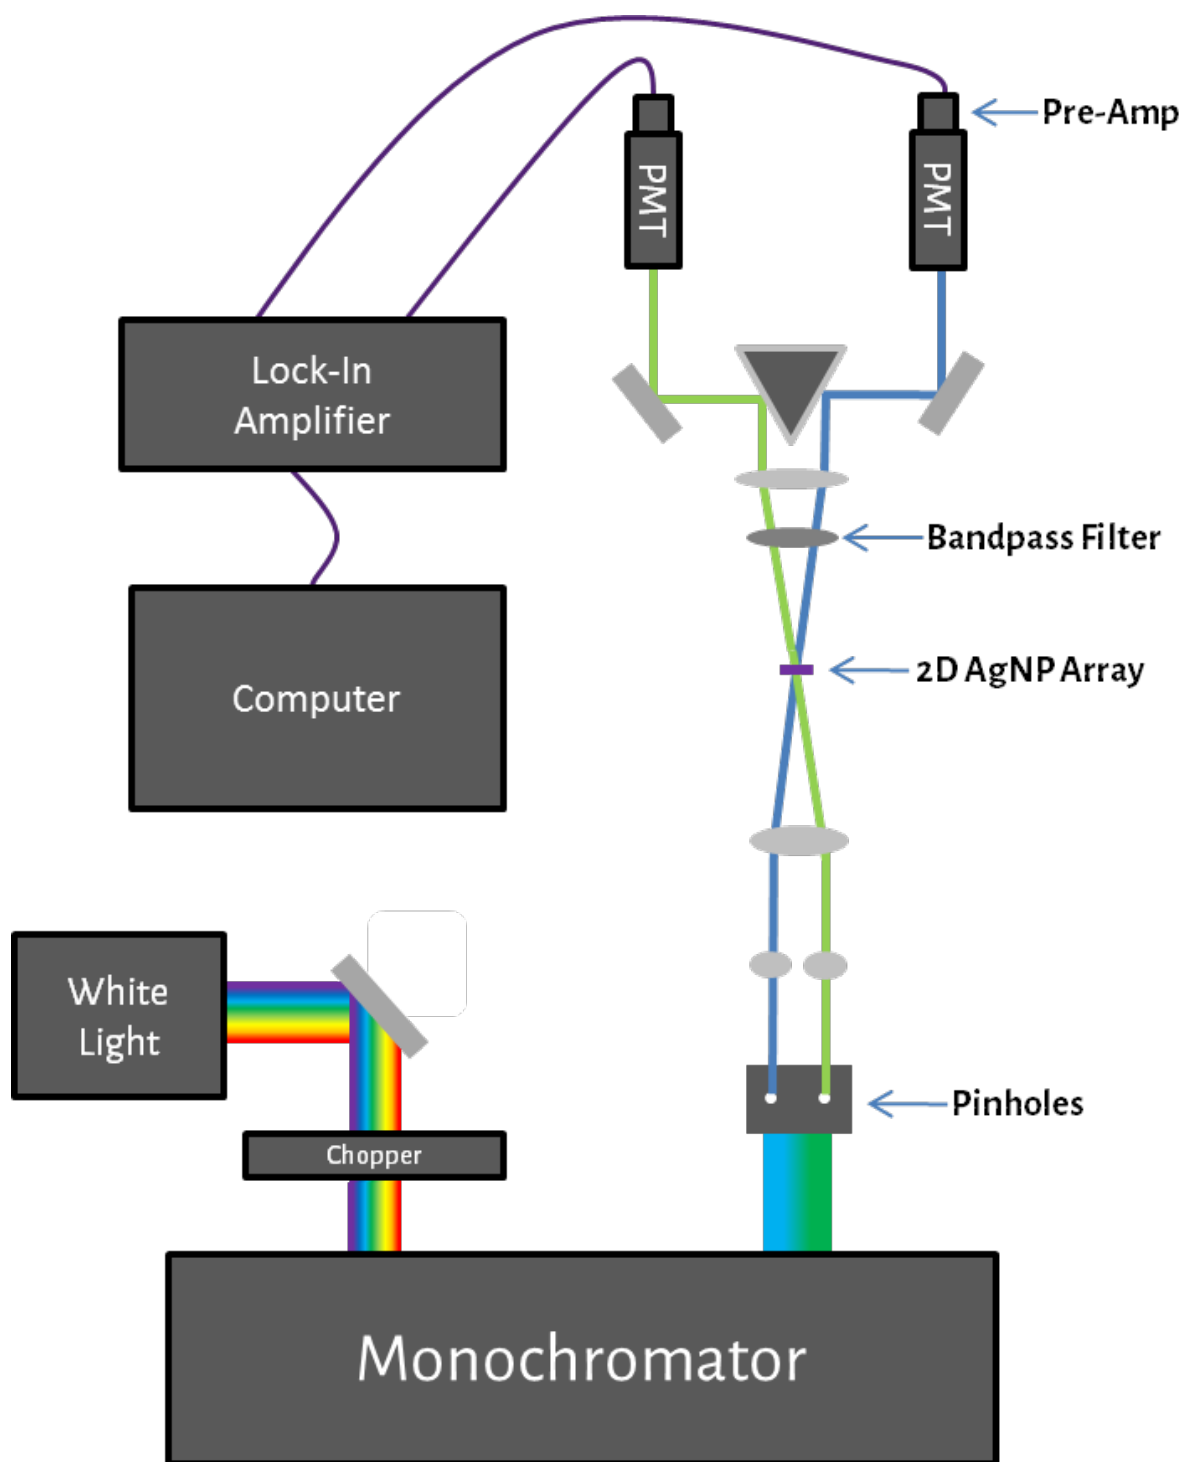 Pre-Amp
PMT
PMT
Lock-In
Amplifier
Bandpass Filter
2D AgNP Array
Computer
White
Light
Pinholes
Chopper
Monochromator